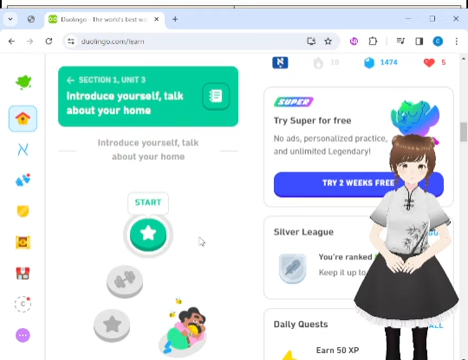 Duolingo - The world's best wa
duolingo.com/learn
SECTION 1, UNIT 3
Introduce yourself, talk
about your home
Introduce yourself, talk
about your home
START
1474
5
SUPER
Try Super for free
No ads, personalized practice,
and unlimited Legendary!
TRY 2 WEEKS FREE
Silver League
You're ranked
Keep it up to
Daily Quests
ALL
Earn 50 XP